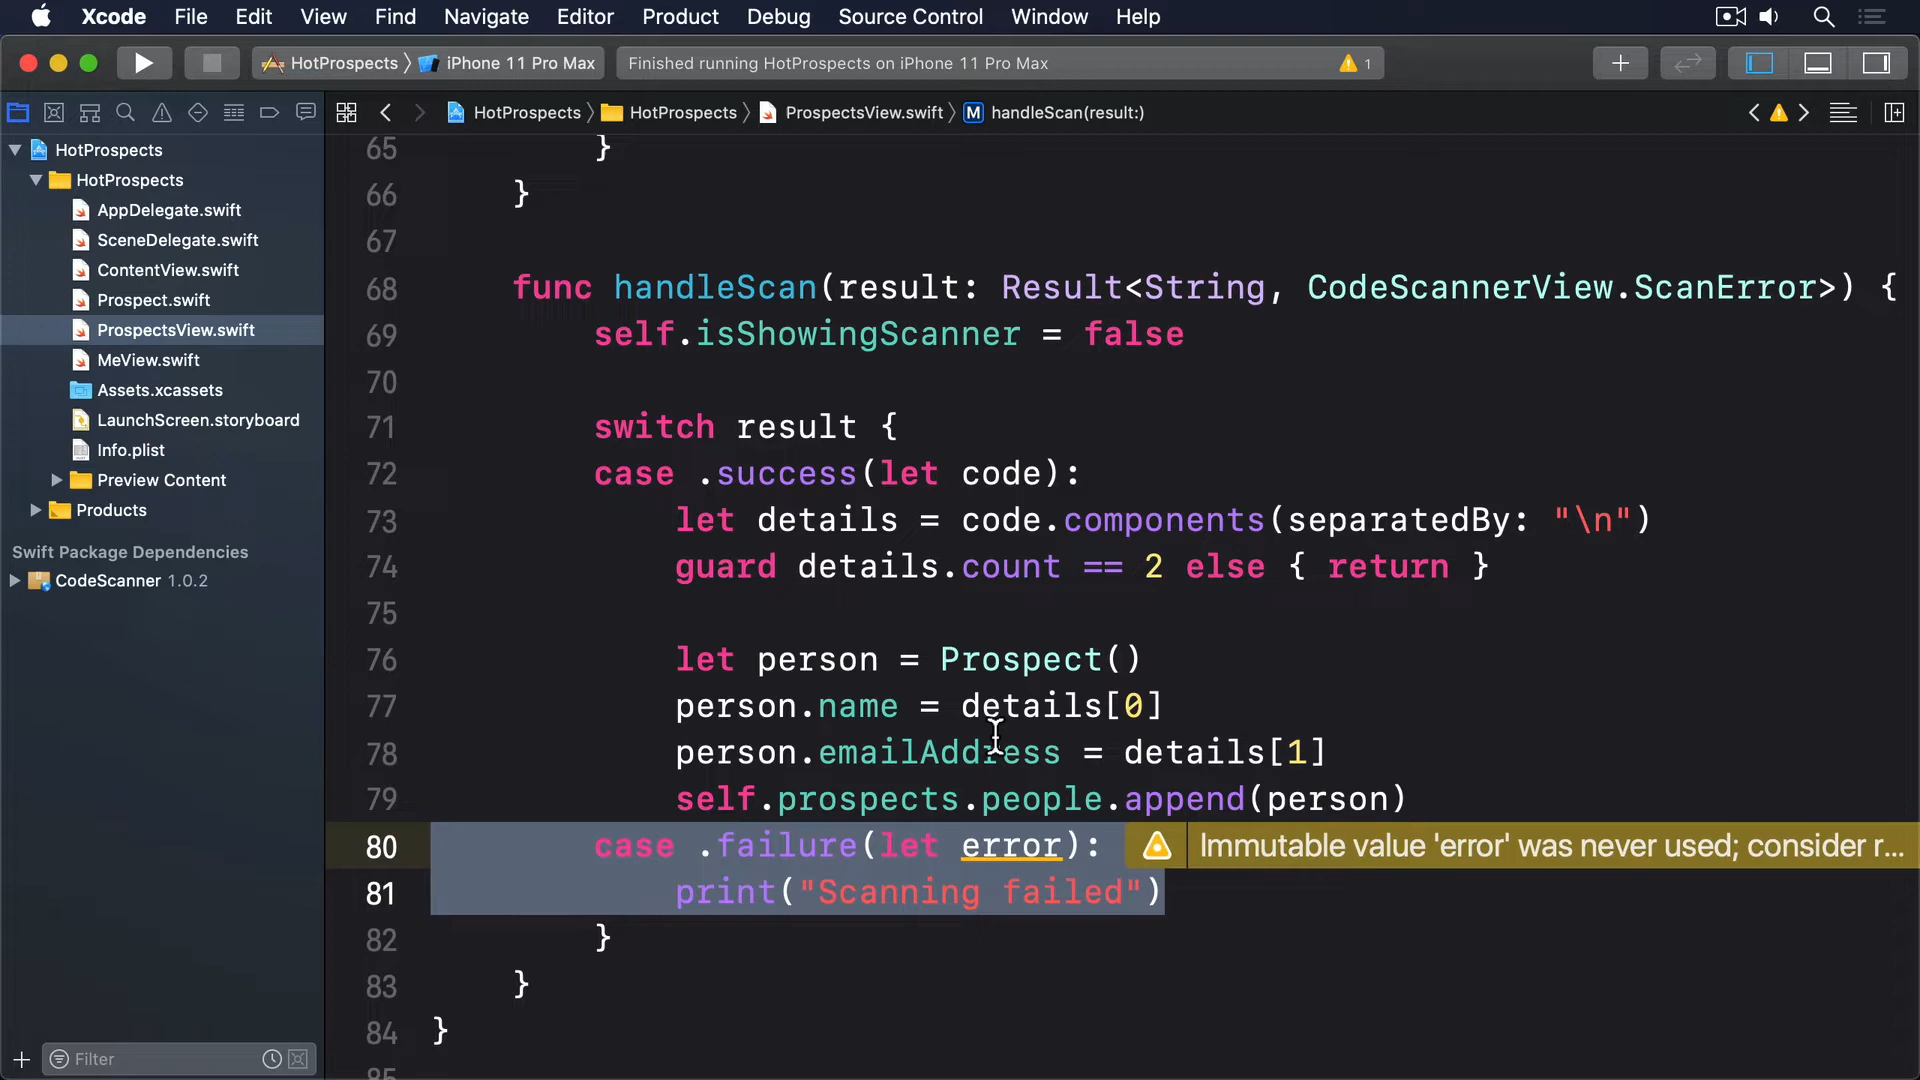 Xcode File Edit View Find Navigate Editor Product Debug Source Control Window Help
HotProspects iPhone 11 Pro Max
Finished running HotProspects on iPhone 11 Pro Max
1
HotProspects HotProspects ProspectsView.swift M handleScan(result:)
HotProspects
HotProspects
AppDelegate.swift
SceneDelegate.swift
ContentView.swift
Prospect.swift
ProspectsView.swift
MeView.swift
Assets.xcassets
LaunchScreen.storyboard
Info.plist
Preview Content
Products
Swift Package Dependencies
CodeScanner 1.0.2
Filter
65 }
66 }
67
68 func handleScan(result: Result<String, CodeScannerView.ScanError>) {
69 self.isShowingScanner = false
70
71 switch result {
72 case .success(let code):
73 let details = code.components(separatedBy: "\n")
74 guard details.count == 2 else { return }
75
76 let person = Prospect()
77 person.name = details[0]
78 person.emailAddress = details[1]
79 self.prospects.people.append(person)
80 case .failure(let error): Immutable value 'error' was never used; consider r...
81 print("Scanning failed")
82 }
83 }
84 }
85